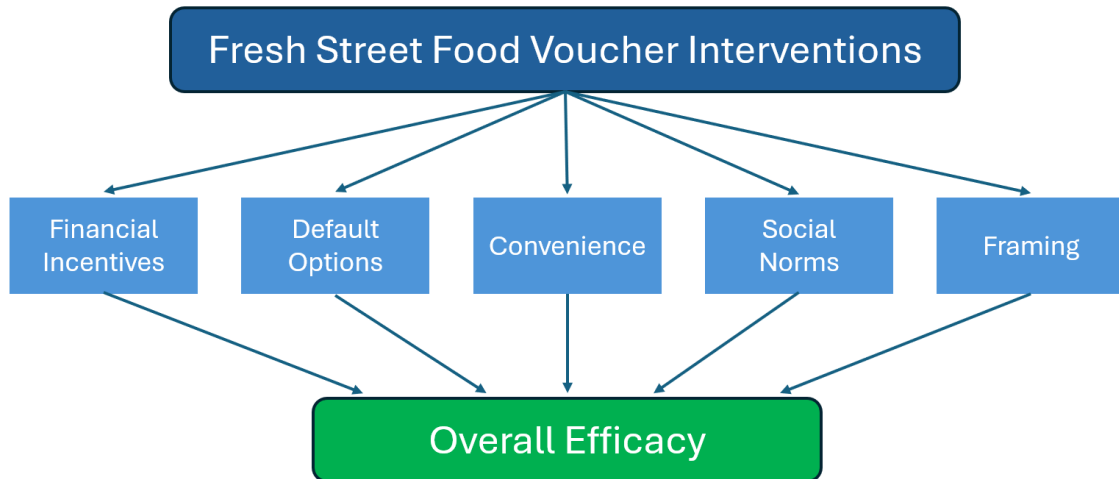 Fresh Street Food Voucher Interventions
Financial
Incentives
Default
Options
Convenience
Social
Norms
Framing
Overall Efficacy